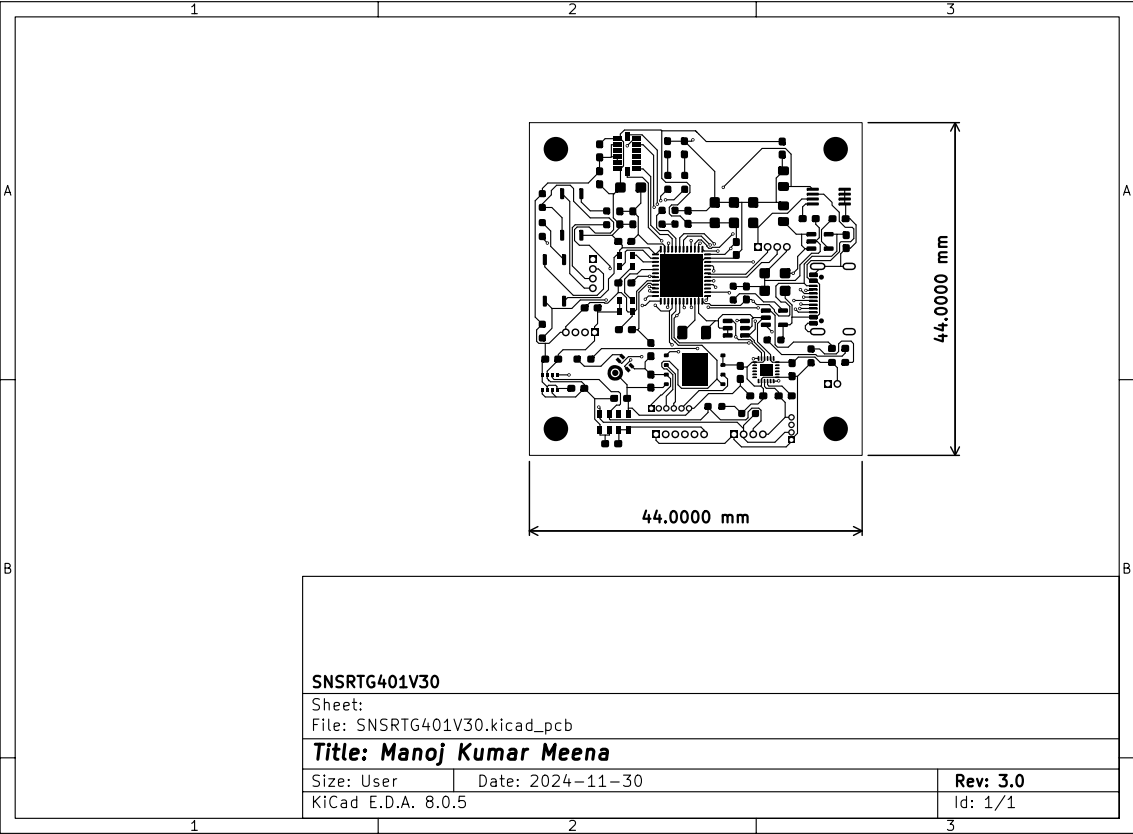 1 2 3
A A
44.0000 mm
44.0000 mm
B B
SNSRTG401V30
Sheet:
File: SNSRTG401V30.kicad_pcb
Title: Manoj Kumar Meena
Size: User Date: 2024-11-30 Rev: 3.0
KiCad E.D.A. 8.0.5 Id: 1/1
1 2 3